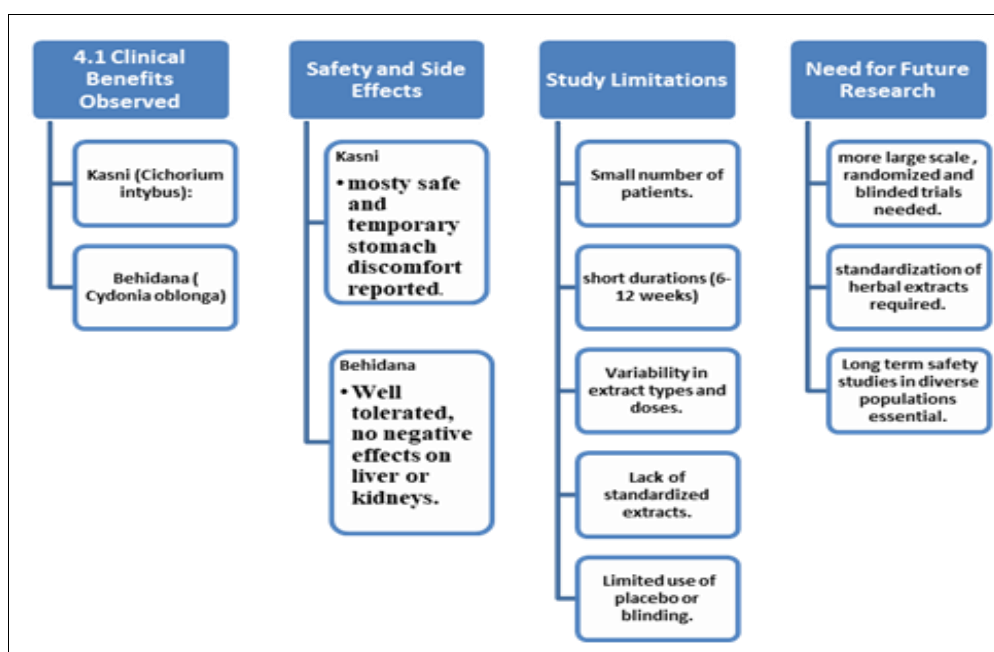 4.1 Clinical
Benefits
Observed
Kasni (Cichorium
intybus):
Behidana (
Cydonia oblonga)
Safety and Side
Effects
Kasni
•mosty safe
and
temporary
stomach
discomfort
reported.
Behidana
•Well
tolerated,
no negative
effects on
liver or
kidneys.
Study Limitations
Small number of
patients.
short durations (6-
12 weeks)
Variability in
extract types and
doses.
Lack of
standardized
extracts.
Limited use of
placebo or
blinding.
Need for Future
Research
more large scale ,
randomized and
blinded trials
needed.
standardization of
herbal extracts
required.
Long term safety
studies in diverse
populations
essential.